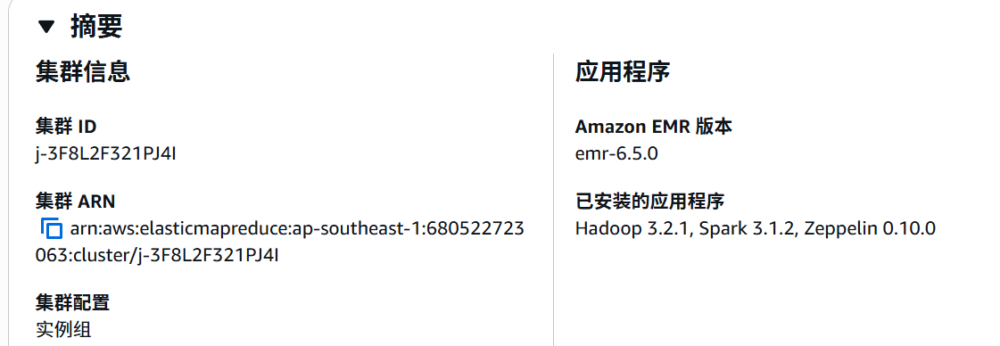 摘要
集群信息
集群 ID
j-3F8L2F321PJ4I
集群 ARN
arn:aws:elasticmapreduce:ap-southeast-1:680522723
063:cluster/j-3F8L2F321PJ4I
集群配置
实例组
应用程序
Amazon EMR 版本
emr-6.5.0
已安装的应用程序
Hadoop 3.2.1, Spark 3.1.2, Zeppelin 0.10.0